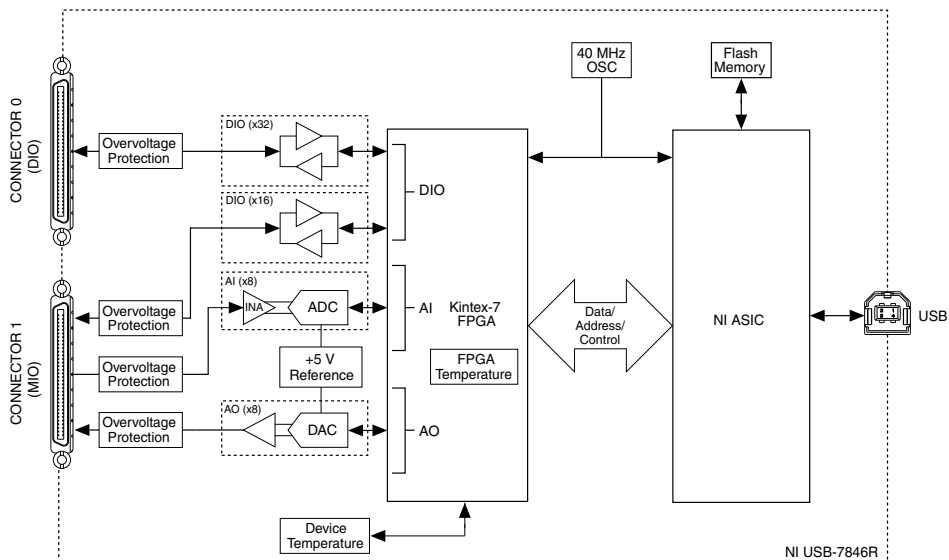 CONNECTOR 0
(DIO)
Overvoltage
Protection
DIO (x32)
DIO (x16)
DIO
40 MHz
OSC
Flash
Memory
CONNECTOR 1
(MIO)
Overvoltage
Protection
Overvoltage
Protection
Overvoltage
Protection
AI (x8)
INA
ADC
AI
+5 V
Reference
AO (x8)
DAC
AO
Kintex-7
FPGA
FPGA
Temperature
Data/
Address/
Control
NI ASIC
USB
Device
Temperature
NI USB-7846R